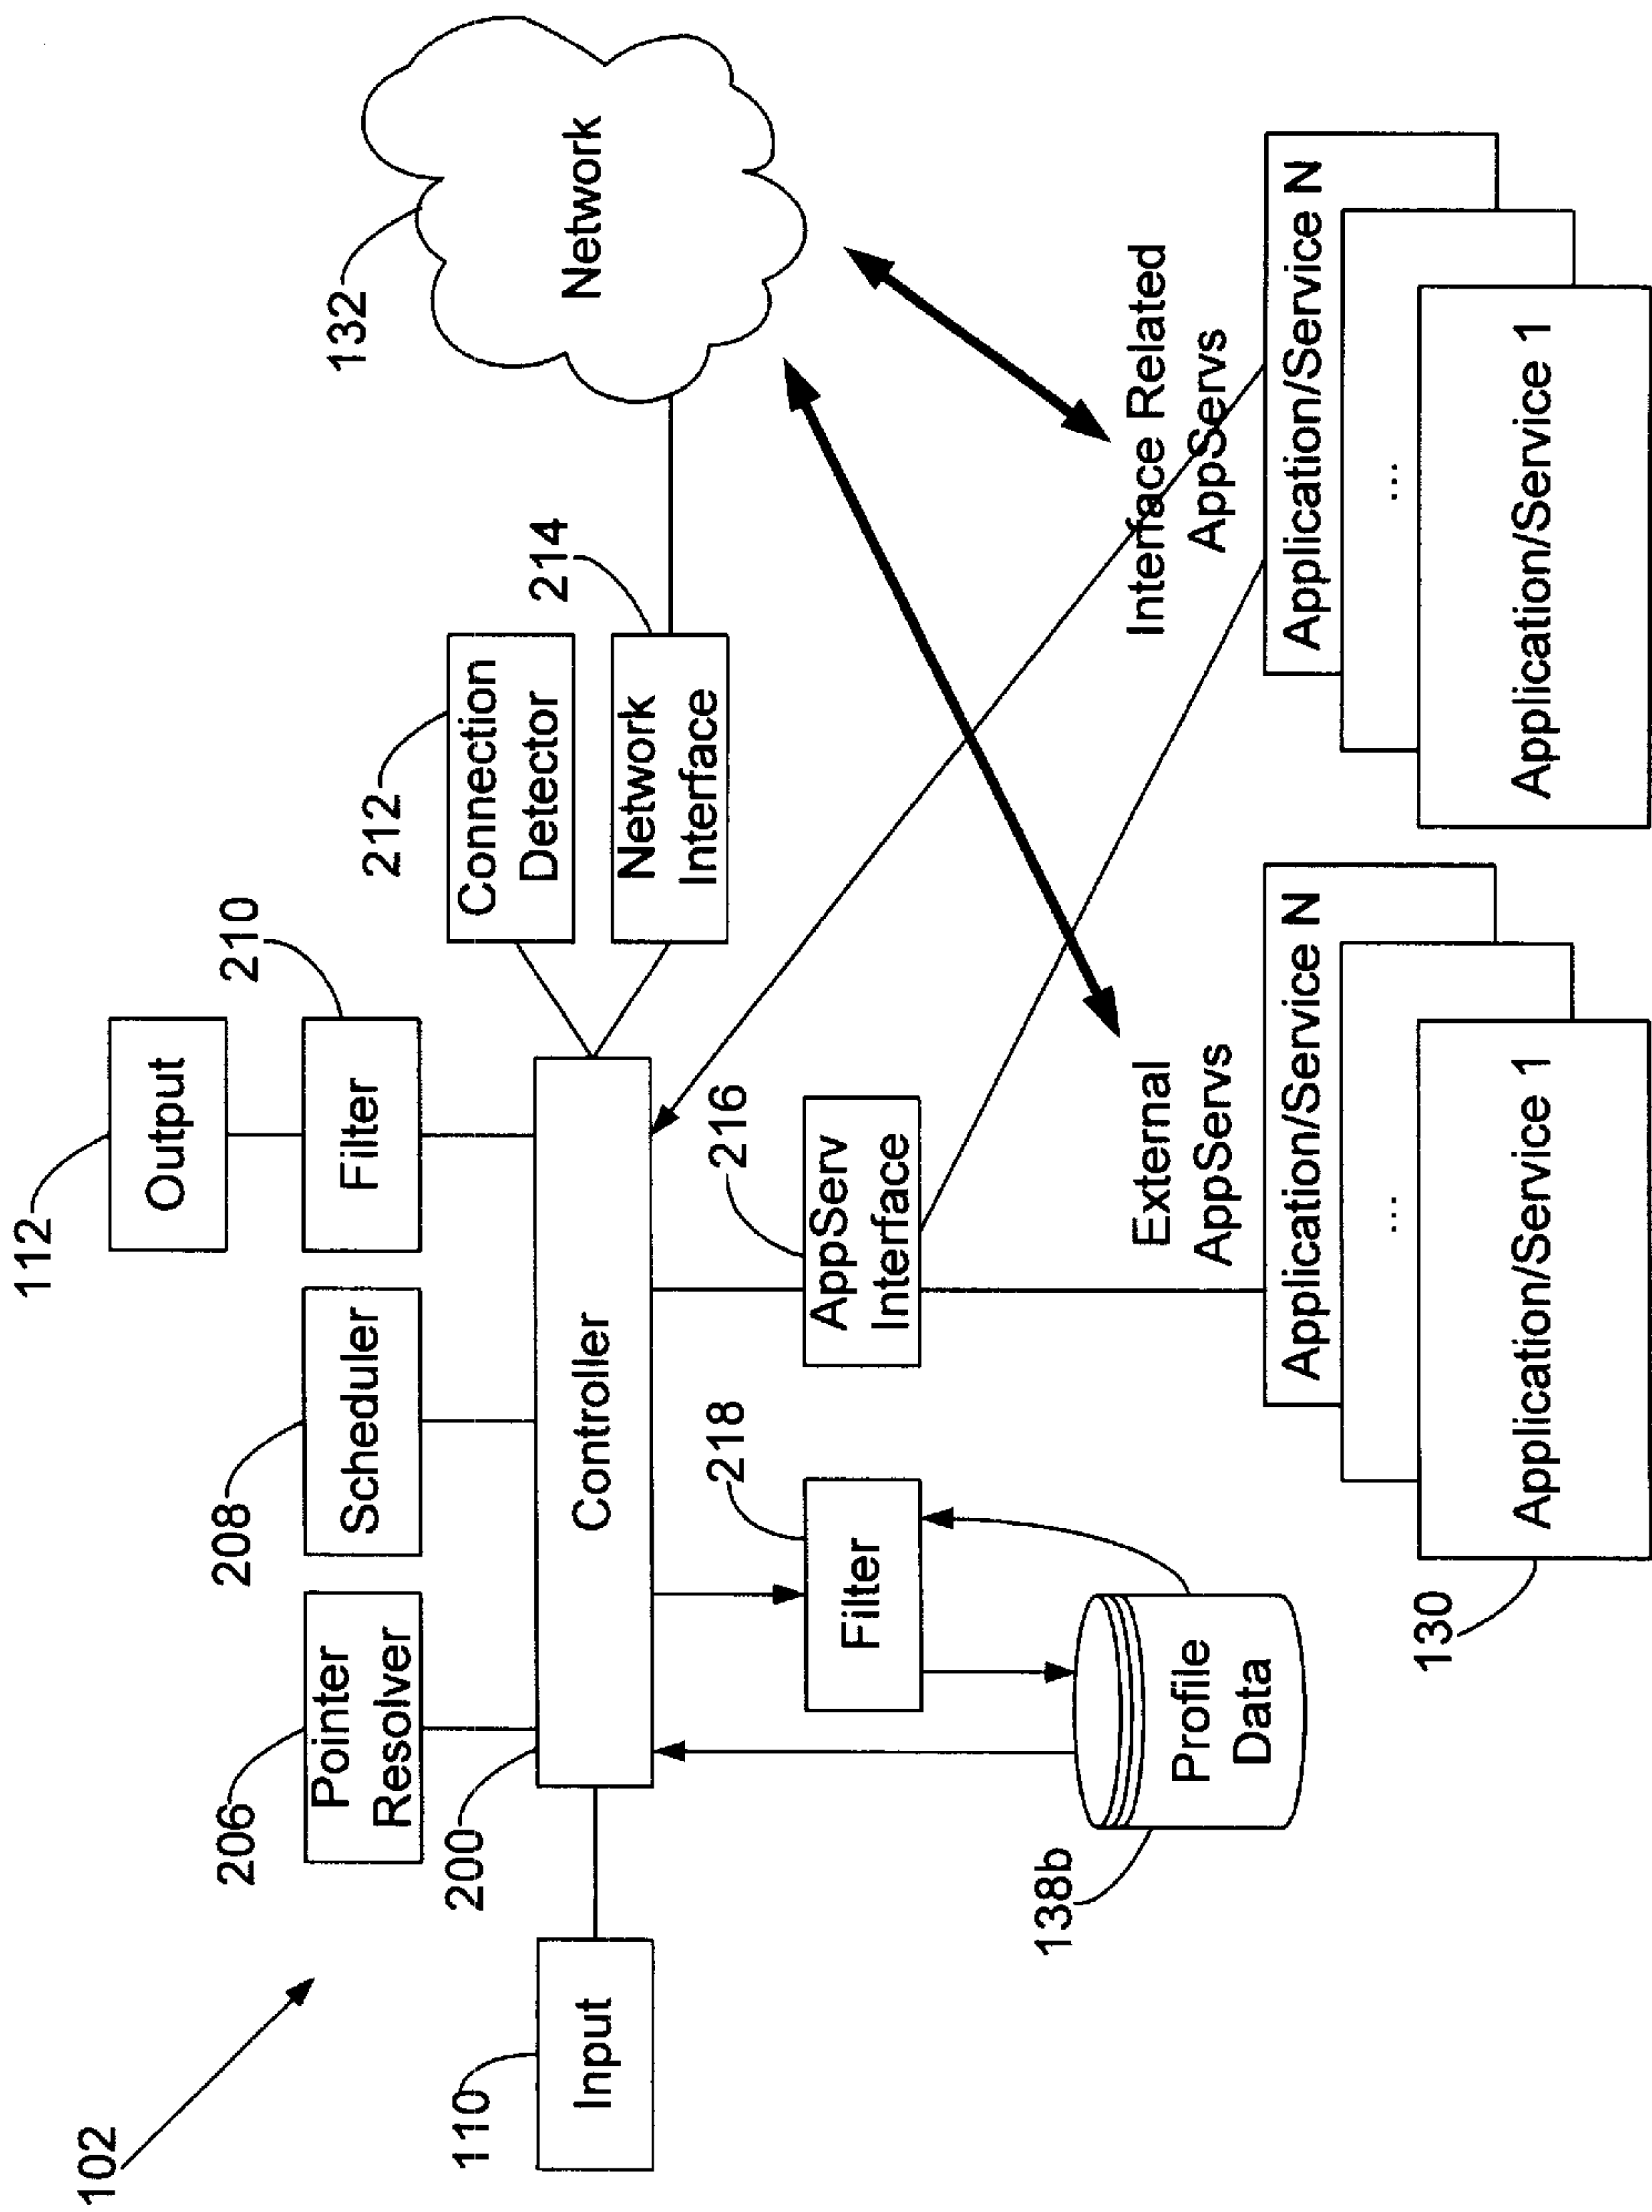 102
112
Output
210
206
Pointer
Resolver
208
Scheduler
Filter
212
Connection
Detector
132
Network
110
Input
200
Controller
214
Network
Interface
218
Filter
216
AppServ
Interface
138b
Profile
Data
External
AppServs
Interface Related
AppServs
130
Application/Service N
...
Application/Service 1
Application/Service N
...
Application/Service 1